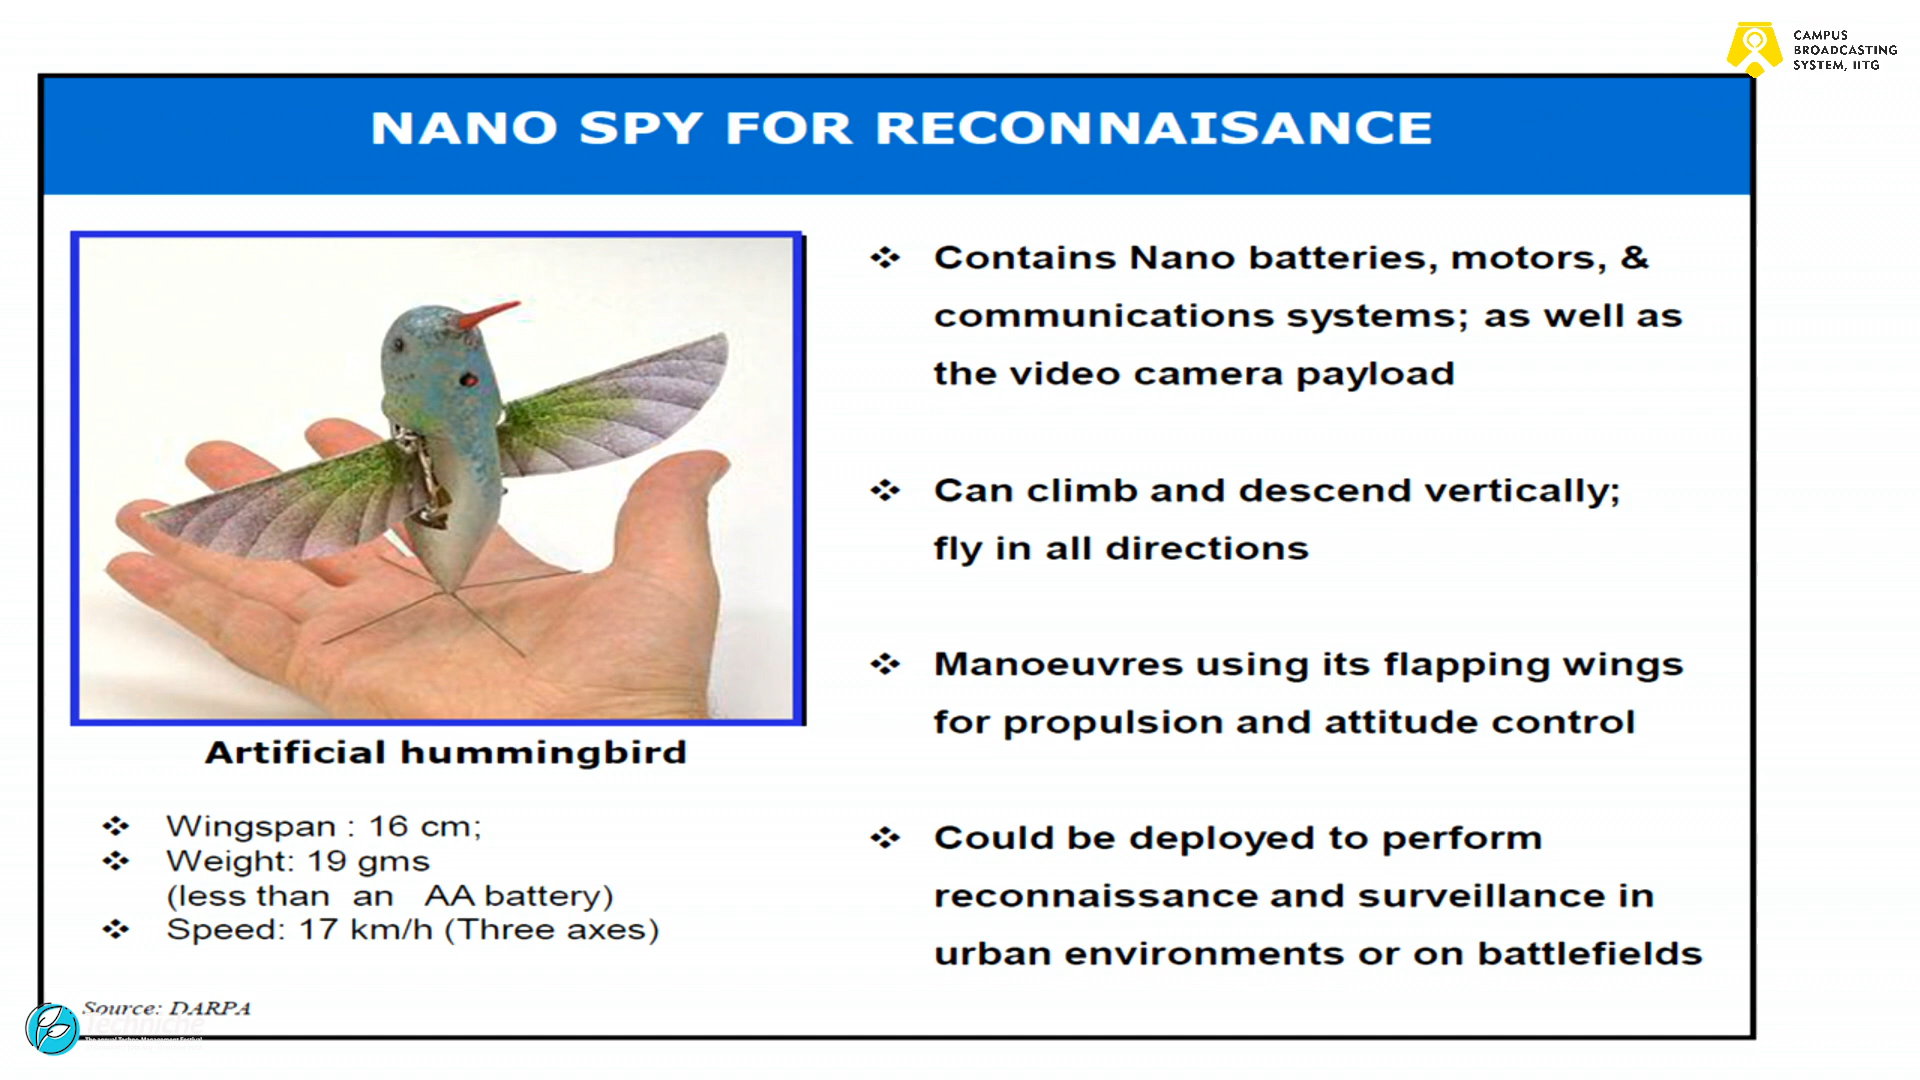 CAMPUS
BROADCASTING
SYSTEM, IITG
NANO SPY FOR RECONNAISANCE
Artificial hummingbird
❖ Wingspan : 16 cm;
❖ Weight: 19 gms
(less than an AA battery)
❖ Speed: 17 km/h (Three axes)
❖ Contains Nano batteries, motors, &
communications systems; as well as
the video camera payload
❖ Can climb and descend vertically;
fly in all directions
❖ Manoeuvres using its flapping wings
for propulsion and attitude control
❖ Could be deployed to perform
reconnaissance and surveillance in
urban environments or on battlefields
Source: DARPA
Techniche